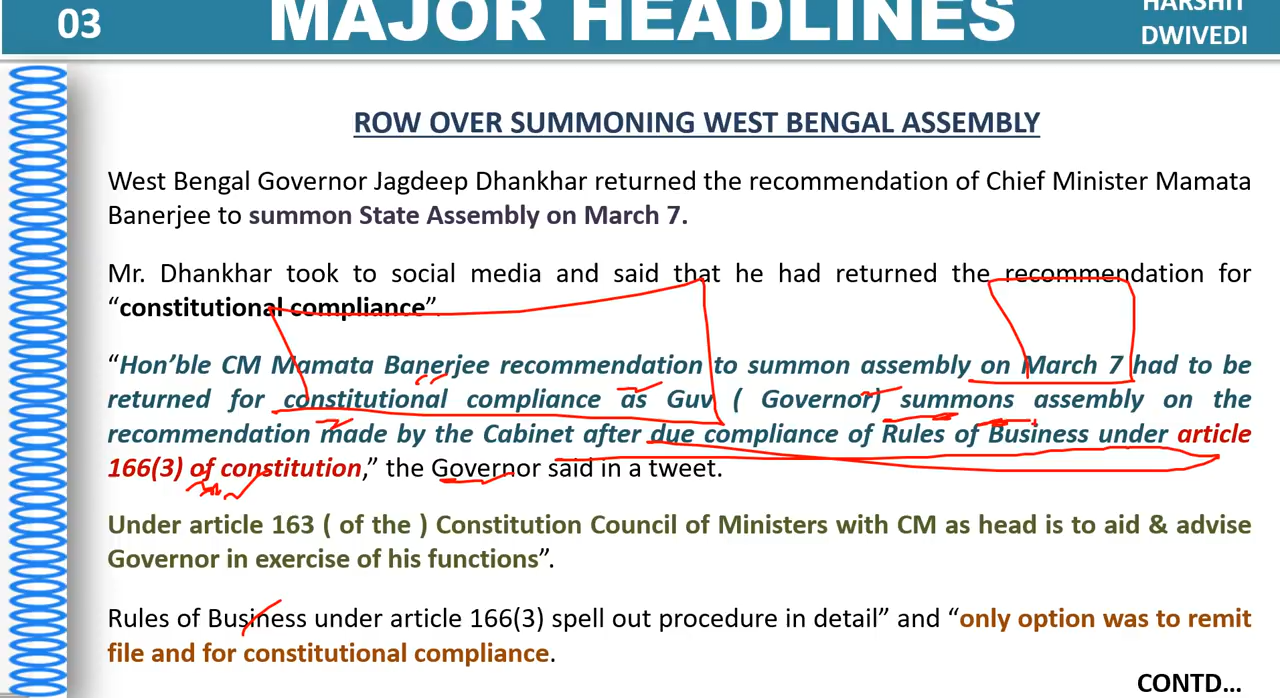 03
MAJOR HEADLINES
HARSHIT
DWIVEDI
ROW OVER SUMMONING WEST BENGAL ASSEMBLY
West Bengal Governor Jagdeep Dhankhar returned the recommendation of Chief Minister Mamata
Banerjee to summon State Assembly on March 7.
Mr. Dhankhar took to social media and said that he had returned the recommendation for
“constitutional compliance”.
“Hon’ble CM Mamata Banerjee recommendation to summon assembly on March 7 had to be
returned for constitutional compliance as Guv ( Governor) summons assembly on the
recommendation made by the Cabinet after due compliance of Rules of Business under article
166(3) of constitution,” the Governor said in a tweet.
Under article 163 ( of the ) Constitution Council of Ministers with CM as head is to aid & advise
Governor in exercise of his functions”.
Rules of Business under article 166(3) spell out procedure in detail” and “only option was to remit
file and for constitutional compliance.
CONTD...